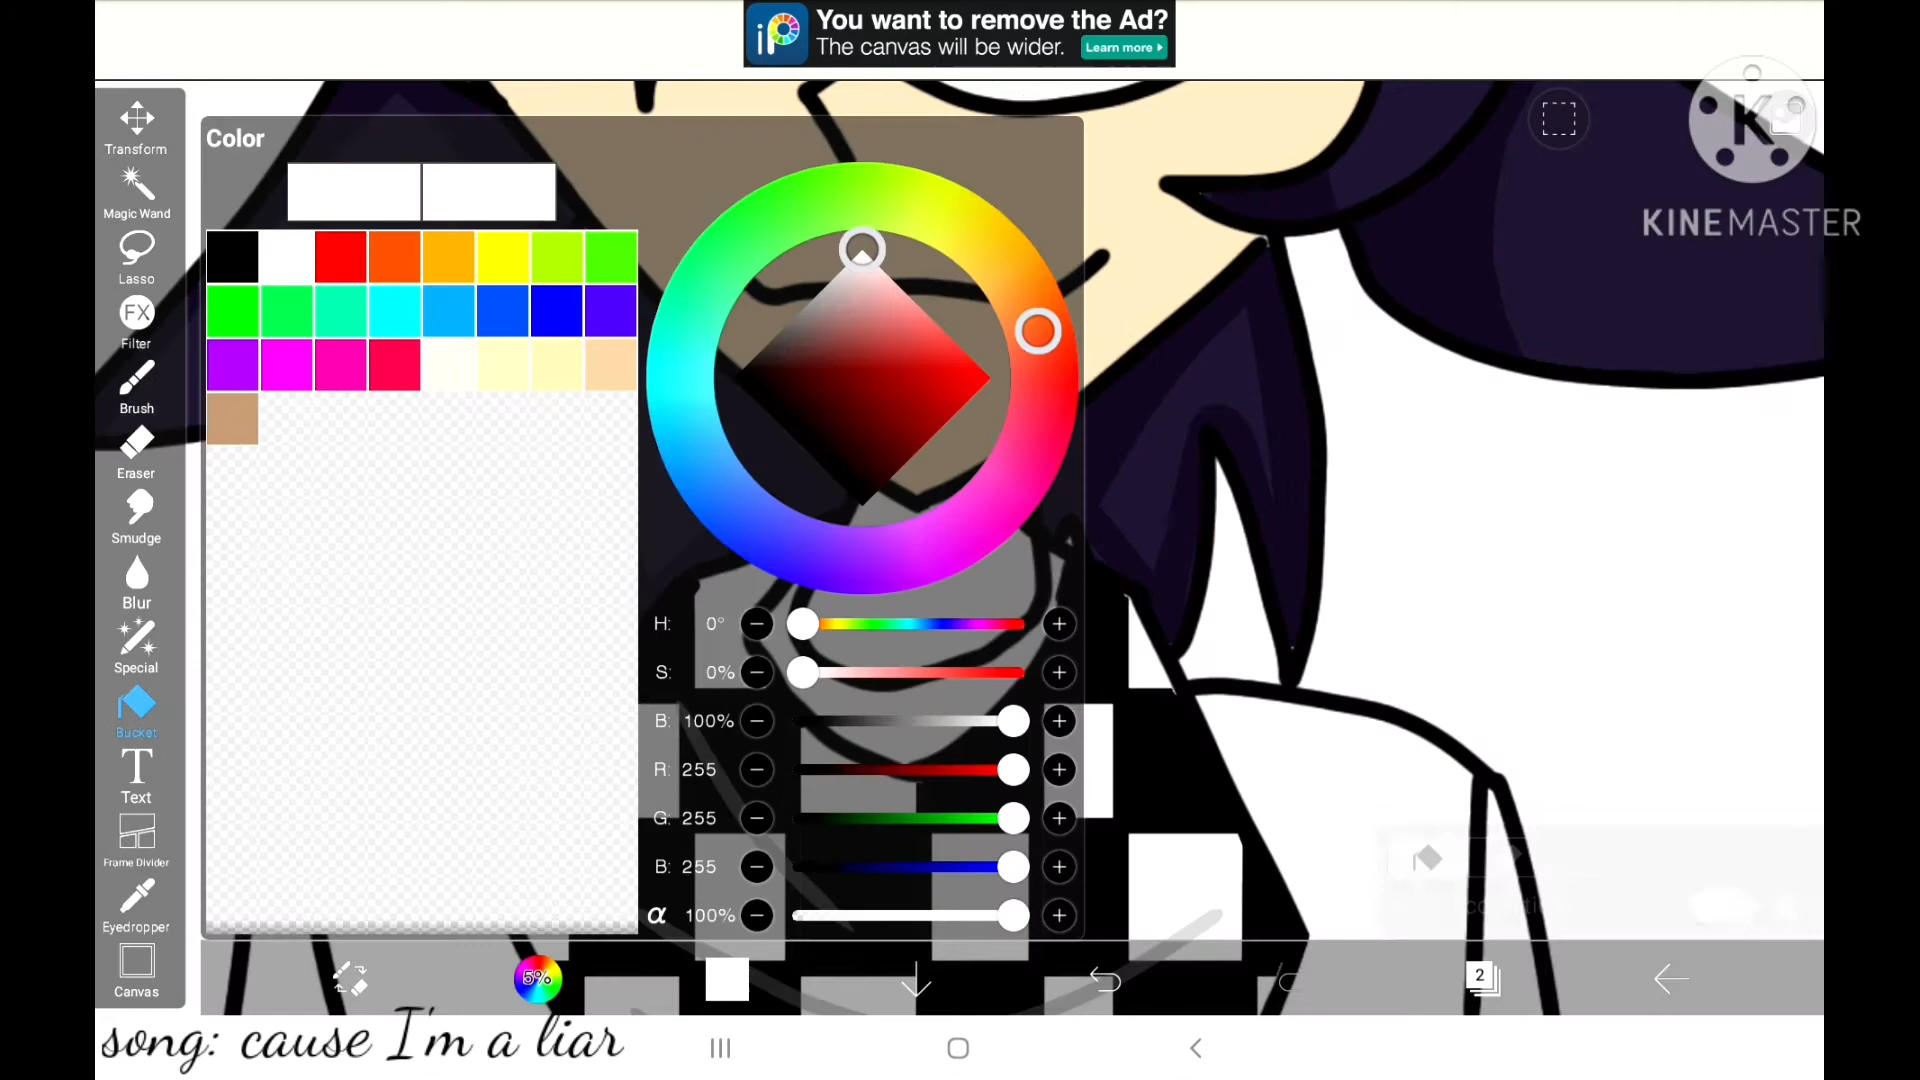 You want to remove the Ad?
iP
The canvas will be wider.
Learn more
Color
Transform
Magic Wand
Lasso
FX
Filter
Brush
Eraser
Smudge
Blur
Special
Bucket
T
Text
Frame Divider
Eyedropper
Canvas
K
KINEMASTER
H: 0°
S: 0%
B: 100%
R: 255
G: 255
B: 255
α 100%
5%
2
song: cause I'm a liar